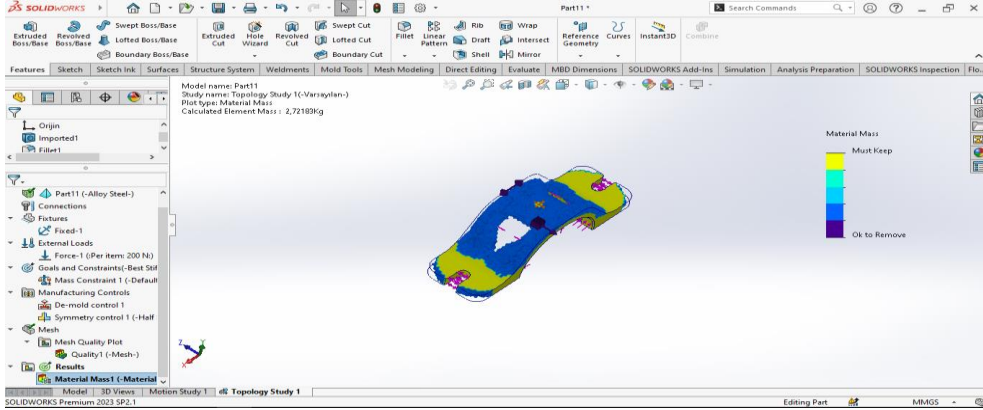 SOLIDWORKS
Part11 *
Search Commands
Extruded Boss/Base
Revolved Boss/Base
Swept Boss/Base
Lofted Boss/Base
Boundary Boss/Base
Extruded Cut
Hole Wizard
Revolved Cut
Swept Cut
Lofted Cut
Boundary Cut
Fillet
Linear Pattern
Rib
Draft
Shell
Wrap
Intersect
Mirror
Reference Geometry
Curves
Instant3D
Combine
Features Sketch Sketch Ink Surfaces Structure System Weldments Mold Tools Mesh Modeling Direct Editing Evaluate MBD Dimensions SOLIDWORKS Add-Ins Simulation Analysis Preparation SOLIDWORKS Inspection Flo...
Model name: Part11
Study name: Topology Study 1(-Varsayılan-)
Plot type: Material Mass
Calculated Element Mass : 2,72183Kg
Orijin
Imported1
Fillet1
Part11 (-Alloy Steel-)
Connections
Fixtures
Fixed-1
External Loads
Force-1 (:Per item: 200 N:)
Goals and Constraints(-Best Stif
Mass Constraint 1 (-Default
Manufacturing Controls
De-mold control 1
Symmetry control 1 (-Half
Mesh
Mesh Quality Plot
Quality1 (-Mesh-)
Results
Material Mass1 (-Material
Material Mass
Must Keep
Ok to Remove
Z Y
X
Model 3D Views Motion Study 1 Topology Study 1
SOLIDWORKS Premium 2023 SP2.1
Editing Part
MMGS